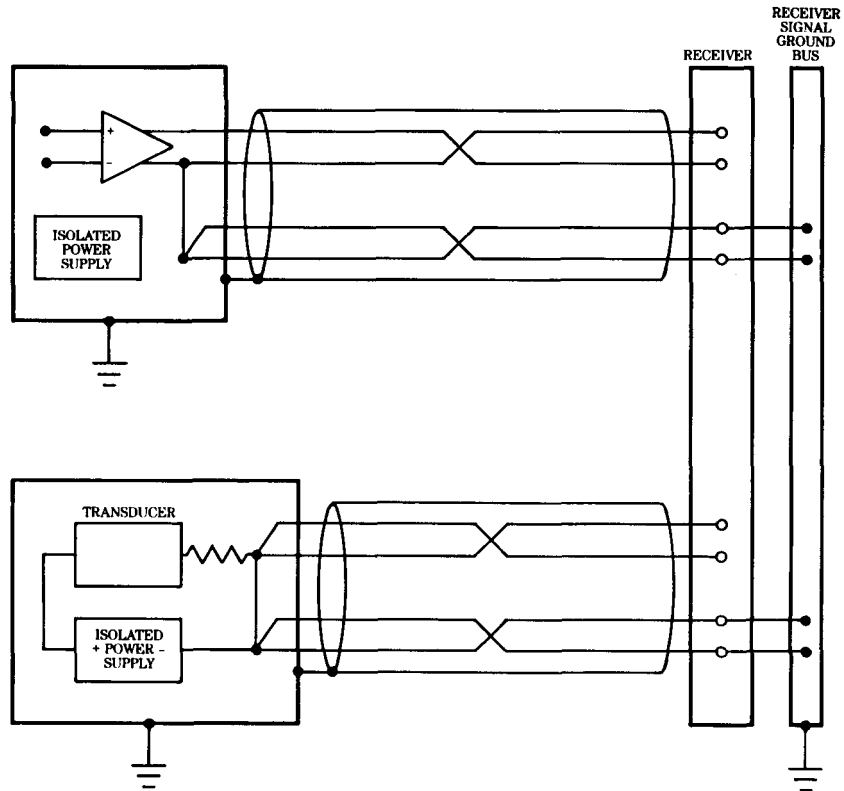 RECEIVER
SIGNAL
GROUND
BUS
RECEIVER
+
-
ISOLATED
POWER
SUPPLY
TRANSDUCER
ISOLATED
+ POWER -
SUPPLY